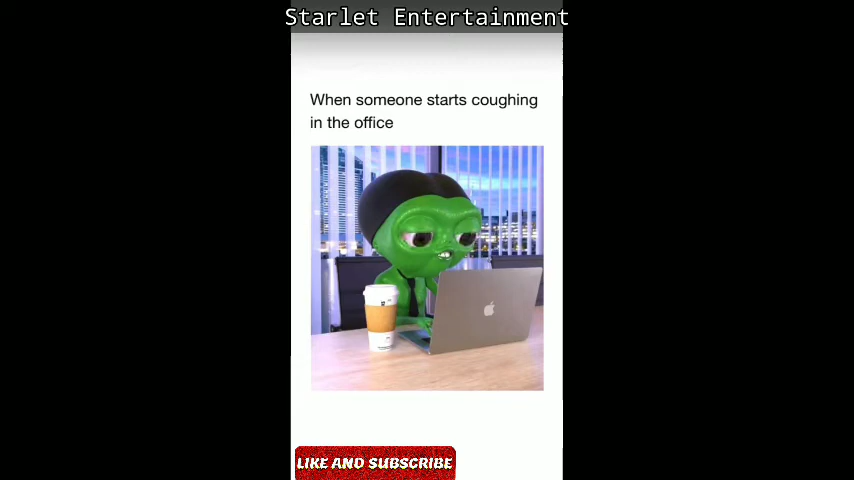 Starlet Entertainment
When someone starts coughing
in the office
LIKE AND SUBSCRIBE